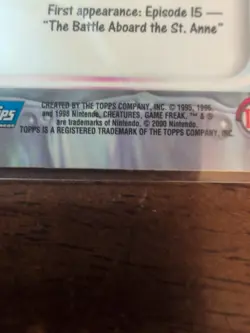 First appearance: Episode 15 —
"The Battle Aboard the St. Anne"
CREATED BY THE TOPPS COMPANY, INC. © 1995, 1996,
and 1998 Nintendo, CREATURES, GAME FREAK. ™ & ®
are trademarks of Nintendo. © 2000 Nintendo.
TOPPS IS A REGISTERED TRADEMARK OF THE TOPPS COMPANY, INC.